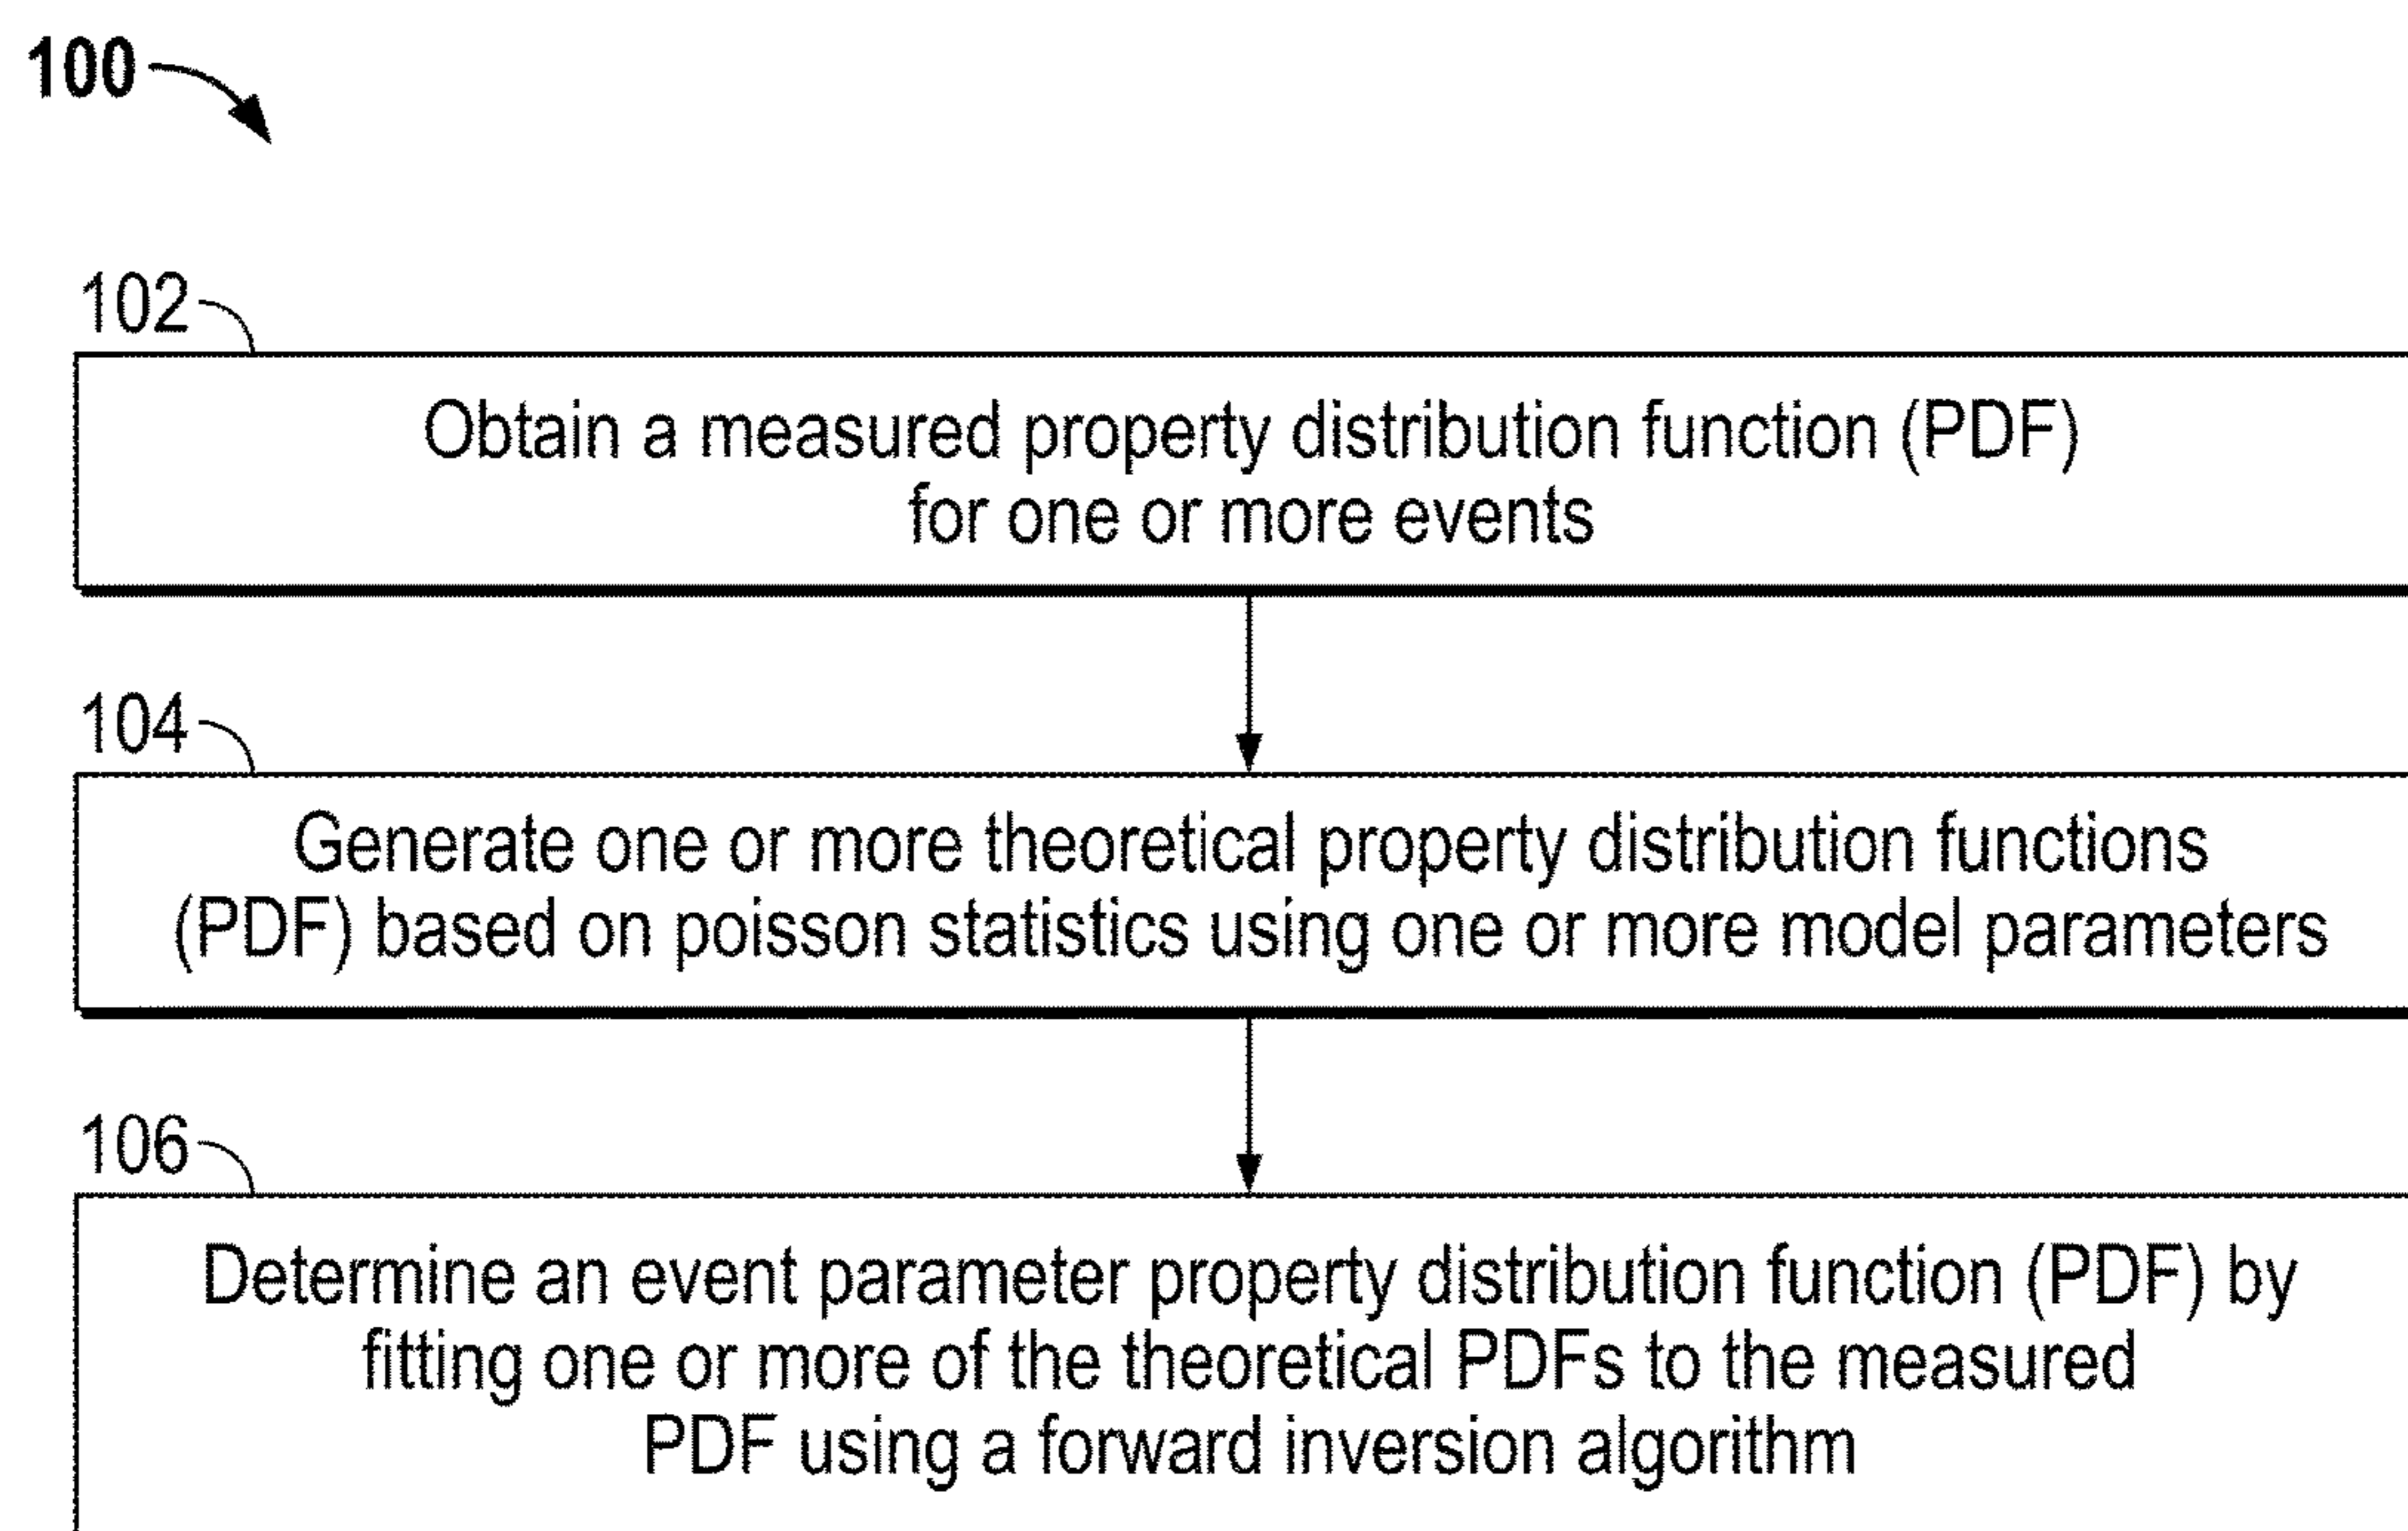 100
102
Obtain a measured property distribution function (PDF)
for one or more events
104
Generate one or more theoretical property distribution functions
(PDF) based on poisson statistics using one or more model parameters
106
Determine an event parameter property distribution function (PDF) by
fitting one or more of the theoretical PDFs to the measured
PDF using a forward inversion algorithm